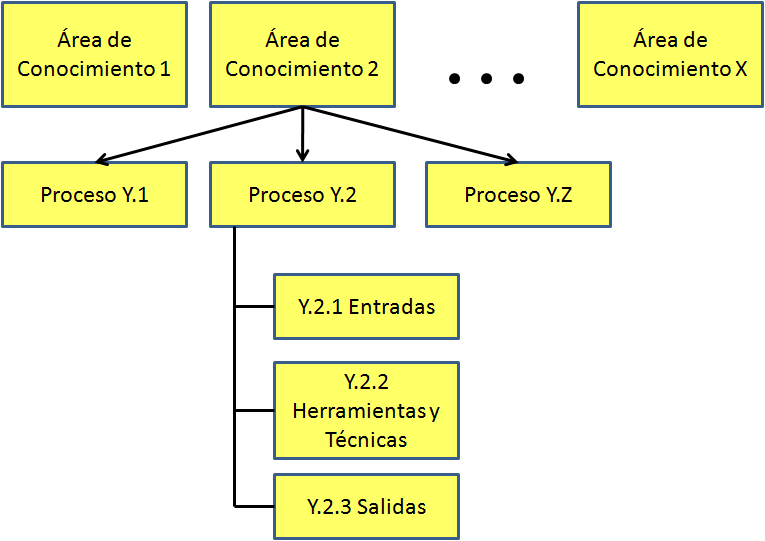 Área de
Conocimiento 1
Área de
Conocimiento 2
• • •
Área de
Conocimiento X
Proceso Y.1
Proceso Y.2
Proceso Y.Z
Y.2.1 Entradas
Y.2.2
Herramientas y
Técnicas
Y.2.3 Salidas